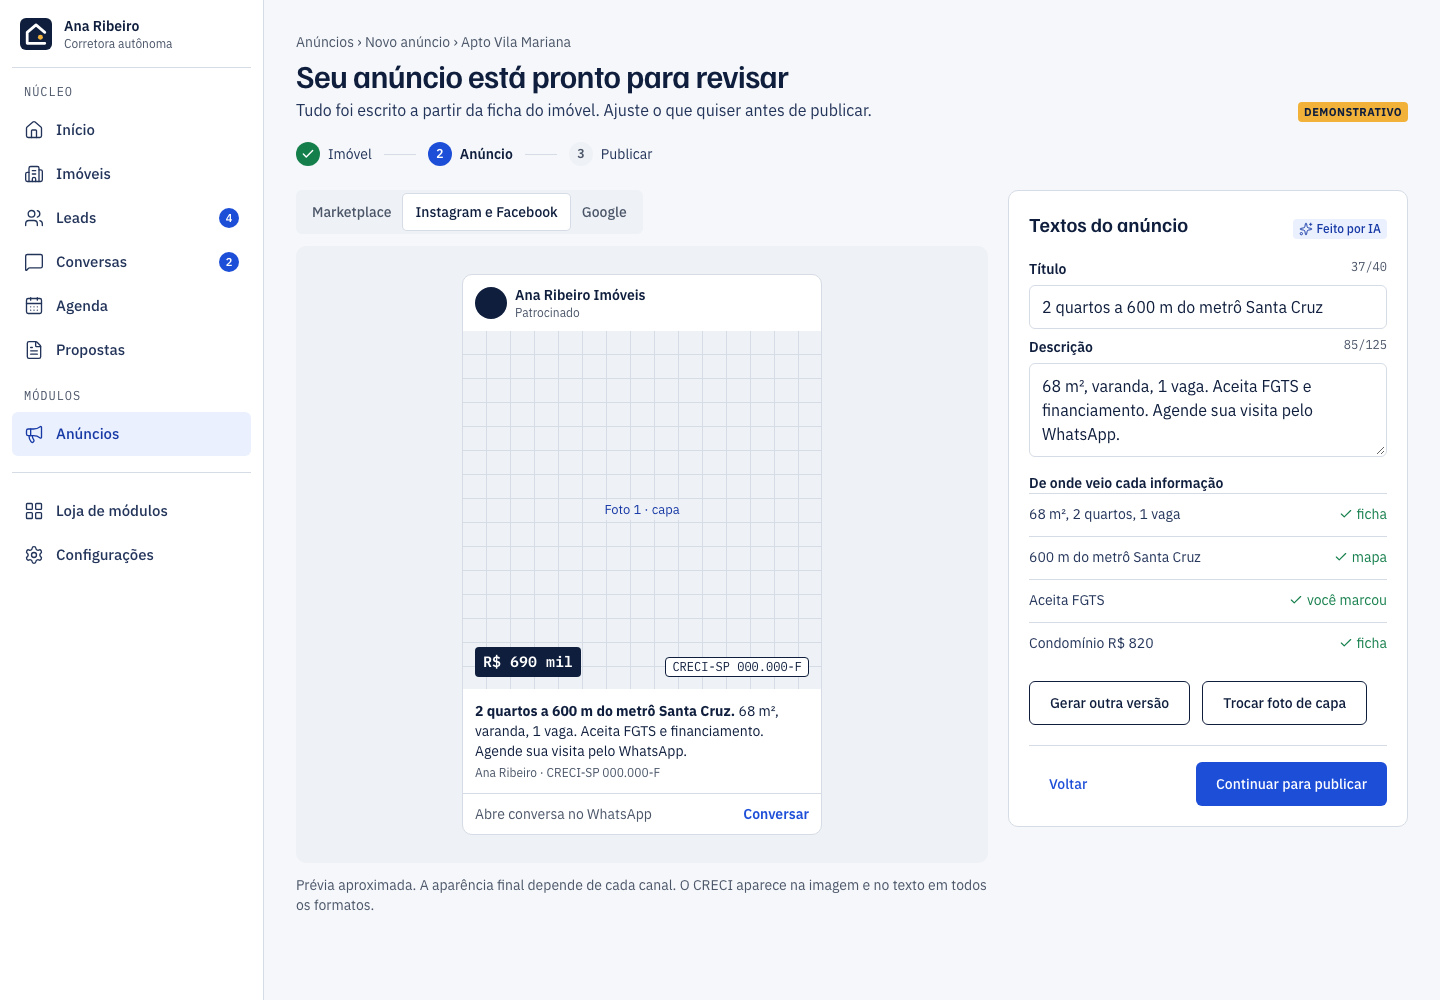 Ana Ribeiro
Corretora autônoma
NÚCLEO
Início
Imóveis
Leads
4
Conversas
2
Agenda
Propostas
MÓDULOS
Anúncios
Loja de módulos
Configurações
Anúncios › Novo anúncio › Apto Vila Mariana
Seu anúncio está pronto para revisar
Tudo foi escrito a partir da ficha do imóvel. Ajuste o que quiser antes de publicar.
DEMONSTRATIVO
Imóvel
2 Anúncio
3 Publicar
Marketplace
Instagram e Facebook
Google
Ana Ribeiro Imóveis
Patrocinado
Foto 1 · capa
R$ 690 mil
CRECI-SP 000.000-F
2 quartos a 600 m do metrô Santa Cruz. 68 m²,
varanda, 1 vaga. Aceita FGTS e financiamento.
Agende sua visita pelo WhatsApp.
Ana Ribeiro · CRECI-SP 000.000-F
Abre conversa no WhatsApp
Conversar
Prévia aproximada. A aparência final depende de cada canal. O CRECI aparece na imagem e no texto em todos
os formatos.
Textos do anúncio
Feito por IA
Título
37/40
2 quartos a 600 m do metrô Santa Cruz
Descrição
85/125
68 m², varanda, 1 vaga. Aceita FGTS e
financiamento. Agende sua visita pelo
WhatsApp.
De onde veio cada informação
68 m², 2 quartos, 1 vaga
ficha
600 m do metrô Santa Cruz
mapa
Aceita FGTS
você marcou
Condomínio R$ 820
ficha
Gerar outra versão
Trocar foto de capa
Voltar
Continuar para publicar